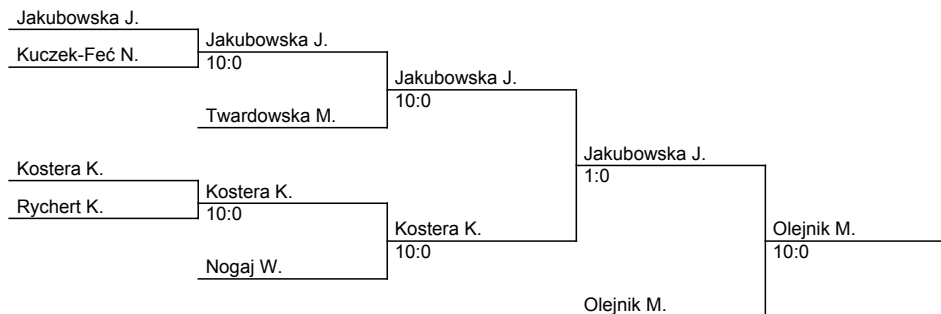 Jakubowska J.
Kuczek-Feć N.
Jakubowska J.
10:0
Twardowska M.
Jakubowska J.
10:0
Kostera K.
Rychert K.
Kostera K.
10:0
Nogaj W.
Kostera K.
10:0
Jakubowska J.
1:0
Olejnik M.
Olejnik M.
10:0